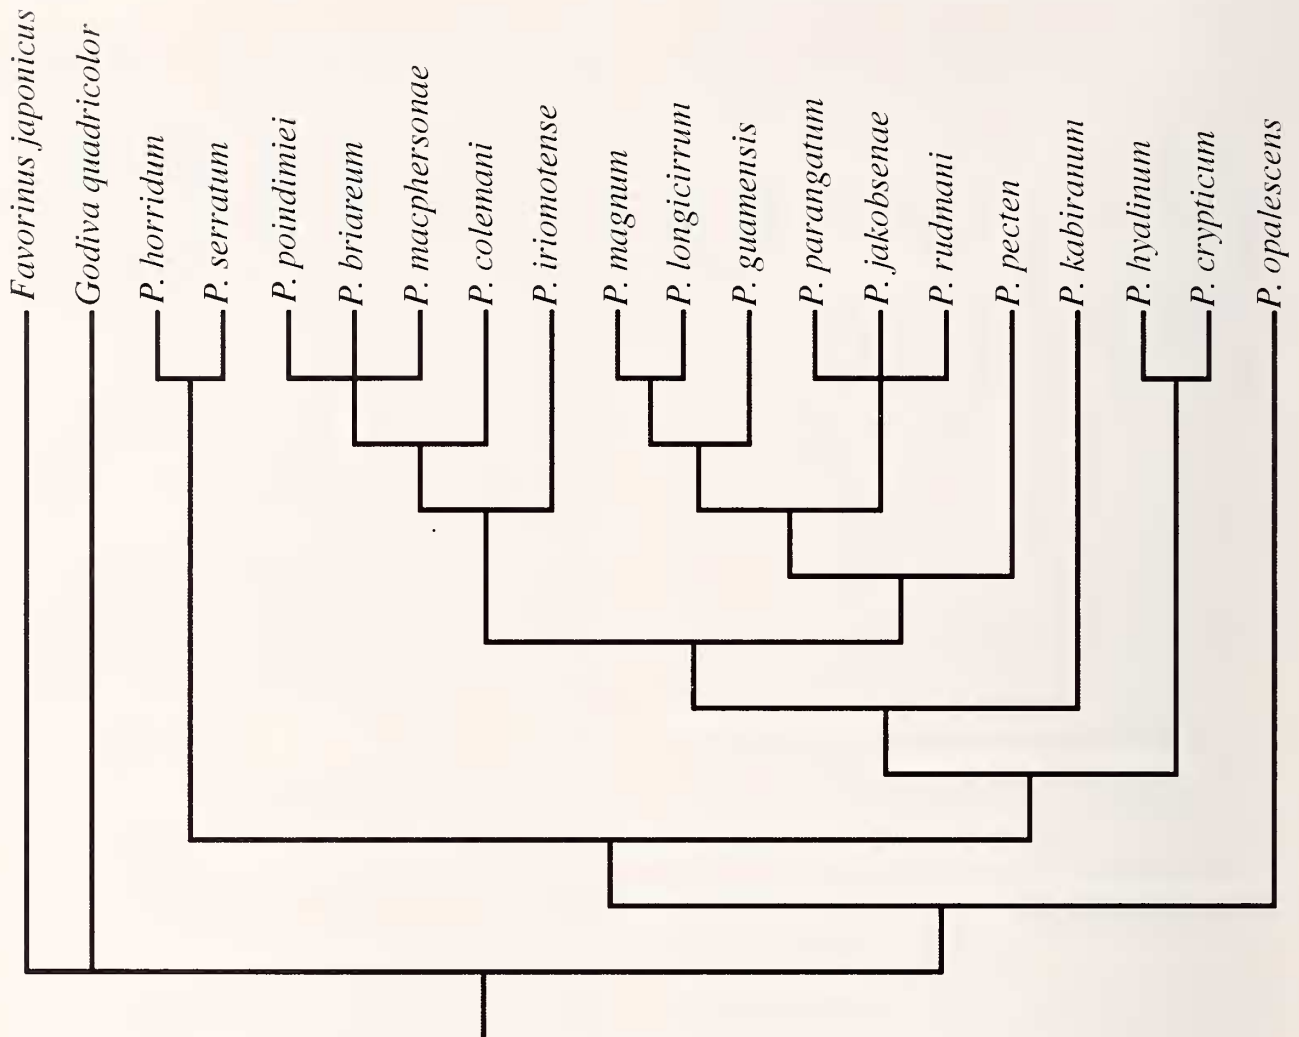 Favorinus japonicus
Godiva quadricolor
P. horridum
P. serratum
P. poindimiei
P. briareum
P. macphersonae
P. colemani
P. iriomotense
P. magnum
P. longicirrum
P. guamensis
P. parangatum
P. jakobsenae
P. rudmani
P. pecten
P. kabiranum
P. hyalinum
P. crypticum
P. opalescens